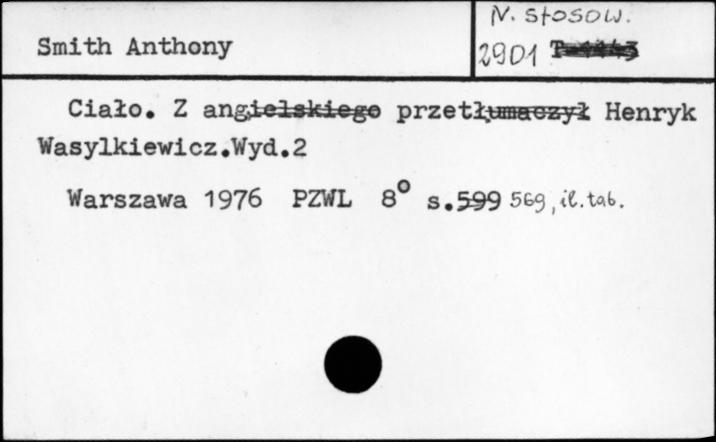 N. Stosow.
Smith Anthony
2901
Ciało. Z angielskiego przetłumaczył Henryk
Wasylkiewicz.Wyd.2
Warszawa 1976 PZWL 8° s.599 569, il. tab.